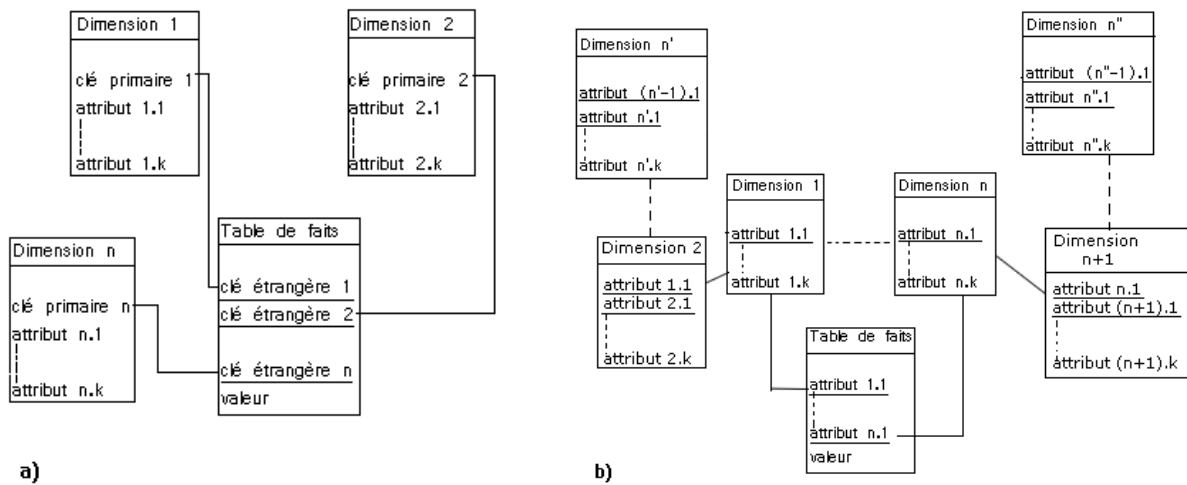 Dimension 1
clé primaire 1
attribut 1.1
attribut 1.k
Dimension 2
clé primaire 2
attribut 2.1
attribut 2.k
Dimension n
clé primaire n
attribut n.1
attribut n.k
Table de faits
clé étrangère 1
clé étrangère 2
clé étrangère n
valeur
a)
Dimension n'
attribut (n'-1).1
attribut n'.1
attribut n'.k
Dimension n"
attribut (n"-1).1
attribut n".1
attribut n".k
Dimension 2
attribut 1.1
attribut 2.1
attribut 2.k
Dimension 1
attribut 1.1
attribut 1.k
Dimension n
attribut n.1
attribut n.k
Dimension
n+1
attribut n.1
attribut (n+1).1
attribut (n+1).k
Table de faits
attribut 1.1
attribut n.1
valeur
b)